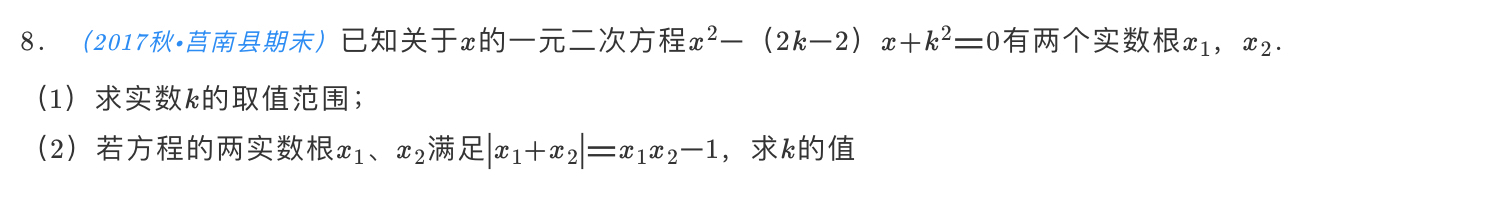 8. （2017秋•莒南县期末）已知关于x的一元二次方程x²−（2k−2）x+k²=0有两个实数根x₁，x₂.
（1）求实数k的取值范围；
（2）若方程的两实数根x₁、x₂满足|x₁+x₂|=x₁x₂−1，求k的值